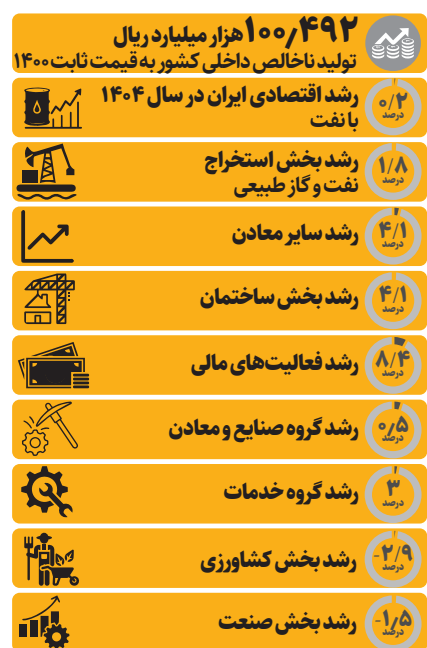 ۱۰۰٫۴۹۲ هزار میلیارد ریال
تولید ناخالص داخلی کشور به قیمت ثابت ۱۴۰۰
رشد اقتصادی ایران در سال ۱۴۰۴
با نفت
۰/۲
درصد
رشد بخش استخراج
نفت و گاز طبیعی
۱/۸
درصد
رشد سایر معادن
۴/۱
درصد
رشد بخش ساختمان
۴/۱
درصد
رشد فعالیت‌های مالی
۸/۴
درصد
رشد گروه صنایع و معادن
۰٫۵
درصد
رشد گروه خدمات
۳
درصد
رشد بخش کشاورزی
-۲/۹
درصد
رشد بخش صنعت
-۱٫۵
درصد